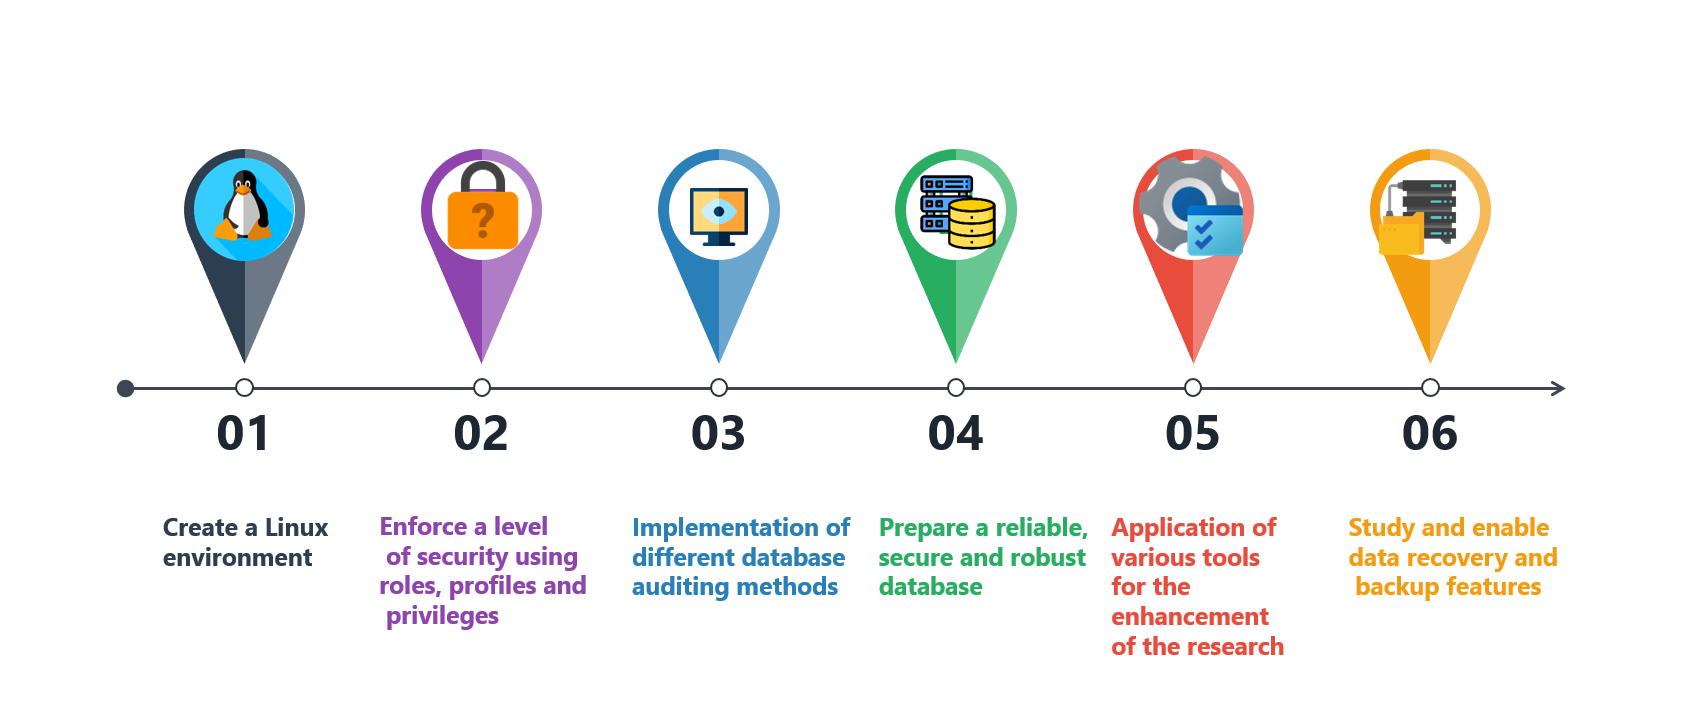 ?
01
02
03
04
05
06
Create a Linux
environment
Enforce a level
of security using
roles, profiles and
privileges
Implementation of
different database
auditing methods
Prepare a reliable,
secure and robust
database
Application of
various tools
for the
enhancement
of the research
Study and enable
data recovery and
backup features